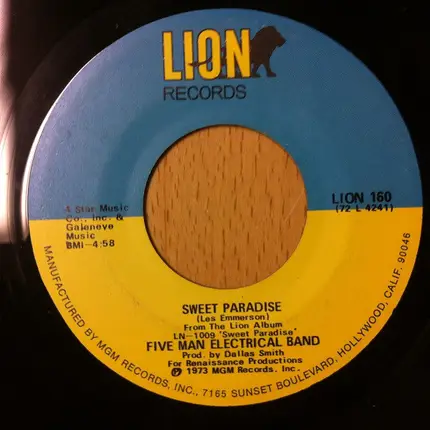 LION
RECORDS
4 Star Music
Co., Inc. &
Galeneye
Music
BMI-4:58
LION 160
(72 L 4241)
SWEET PARADISE
(Les Emmerson)
From The Lion Album
LN-1009 "Sweet Paradise"
FIVE MAN ELECTRICAL BAND
Prod. by Dallas Smith
For Renaissance Productions
℗ 1973 MGM Records. Inc.
MANUFACTURED BY MGM RECORDS, INC., 7165 SUNSET BOULEVARD, HOLLYWOOD, CALIF. 90046